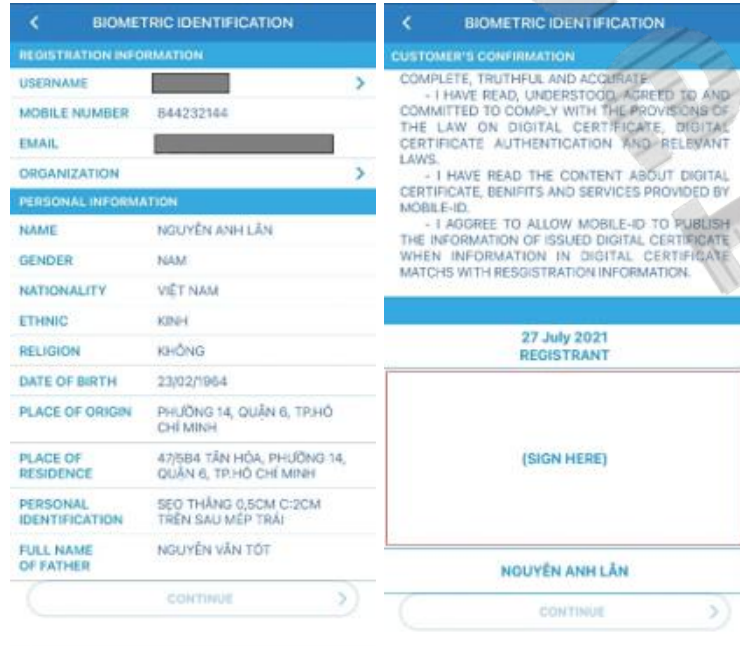 BIOMETRIC IDENTIFICATION
REGISTRATION INFORMATION
USERNAME
MOBILE NUMBER 844232144
EMAIL
ORGANIZATION
PERSONAL INFORMATION
NAME NGUYỄN ANH LÂN
GENDER NAM
NATIONALITY VIỆT NAM
ETHNIC KINH
RELIGION KHÔNG
DATE OF BIRTH 23/02/1964
PLACE OF ORIGIN PHƯỜNG 14, QUẬN 6, TP.HỒ
CHÍ MINH
PLACE OF 47/5B4 TÂN HÒA, PHƯỜNG 14,
RESIDENCE QUẬN 6, TP.HỒ CHÍ MINH
PERSONAL SẸO THẲNG 0,5CM C:2CM
IDENTIFICATION TRÊN SAU MÉP TRÁI
FULL NAME NGUYỄN VĂN TỐT
OF FATHER
CONTINUE
BIOMETRIC IDENTIFICATION
CUSTOMER'S CONFIRMATION
COMPLETE, TRUTHFUL AND ACCURATE
- I HAVE READ, UNDERSTOOD, AGREED TO AND
COMMITTED TO COMPLY WITH THE PROVISIONS OF
THE LAW ON DIGITAL CERTIFICATE, DIGITAL
CERTIFICATE AUTHENTICATION AND RELEVANT
LAWS.
- I HAVE READ THE CONTENT ABOUT DIGITAL
CERTIFICATE, BENIFITS AND SERVICES PROVIDED BY
MOBILE-ID.
- I AGGREE TO ALLOW MOBILE-ID TO PUBLISH
THE INFORMATION OF ISSUED DIGITAL CERTIFICATE
WHEN INFORMATION IN DIGITAL CERTIFICATE
MATCHS WITH RESGISTRATION INFORMATION.
27 July 2021
REGISTRANT
(SIGN HERE)
NGUYỄN ANH LÂN
CONTINUE